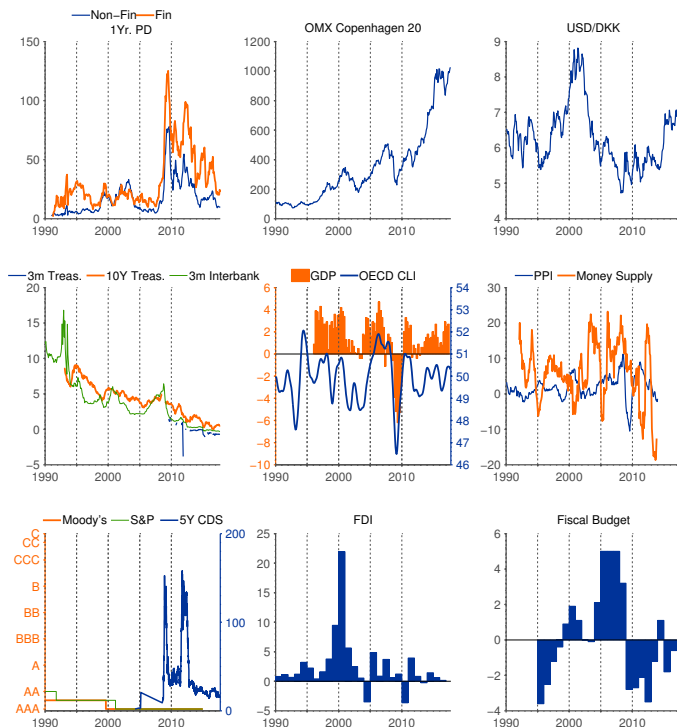 Non-Fin Fin
1Yr. PD
150
100
50
0
1990 2000 2010
OMX Copenhagen 20
1200
1000
800
600
400
200
0
1990 2000 2010
USD/DKK
9
8
7
6
5
4
1990 2000 2010
3m Treas. 10Y Treas. 3m Interbank
20
15
10
5
0
−5
1990 2000 2010
GDP OECD CLI
6
4
2
0
−2
−4
−6
−8
−10
54
53
52
51
50
49
48
47
46
1990 2000 2010
PPI Money Supply
30
20
10
0
−10
−20
1990 2000 2010
Moody's S&P 5Y CDS
C
CC
CCC
B
BB
BBB
A
AA
AAA
200
100
0
1990 2000 2010
FDI
25
20
15
10
5
0
−5
1990 2000 2010
Fiscal Budget
6
4
2
0
−2
−4
1990 2000 2010